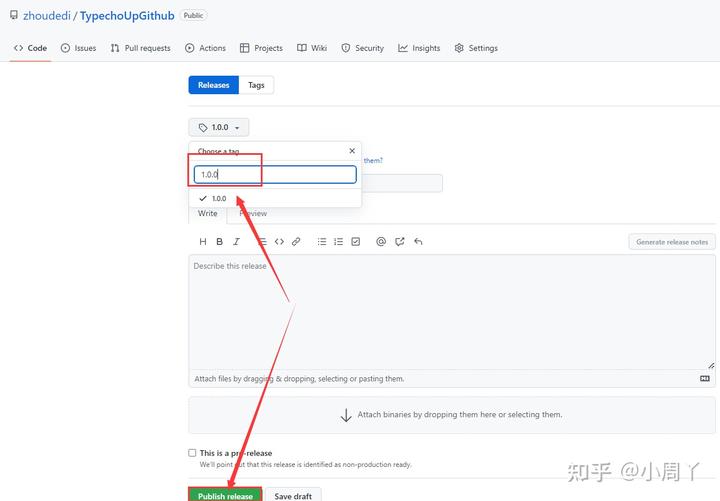 zhoudedi / TypechoUpGithub Public
Code Issues Pull requests Actions Projects Wiki Security Insights Settings
Releases Tags
1.0.0
Choose a tag
them?
1.0.0
1.0.0
Write Preview
H B I
Generate release notes
Describe this release
Attach files by dragging & dropping, selecting or pasting them.
Attach binaries by dropping them here or selecting them.
This is a pre-release
We'll point out that this release is identified as non-production ready.
知乎 @小周丫
Publish release Save draft